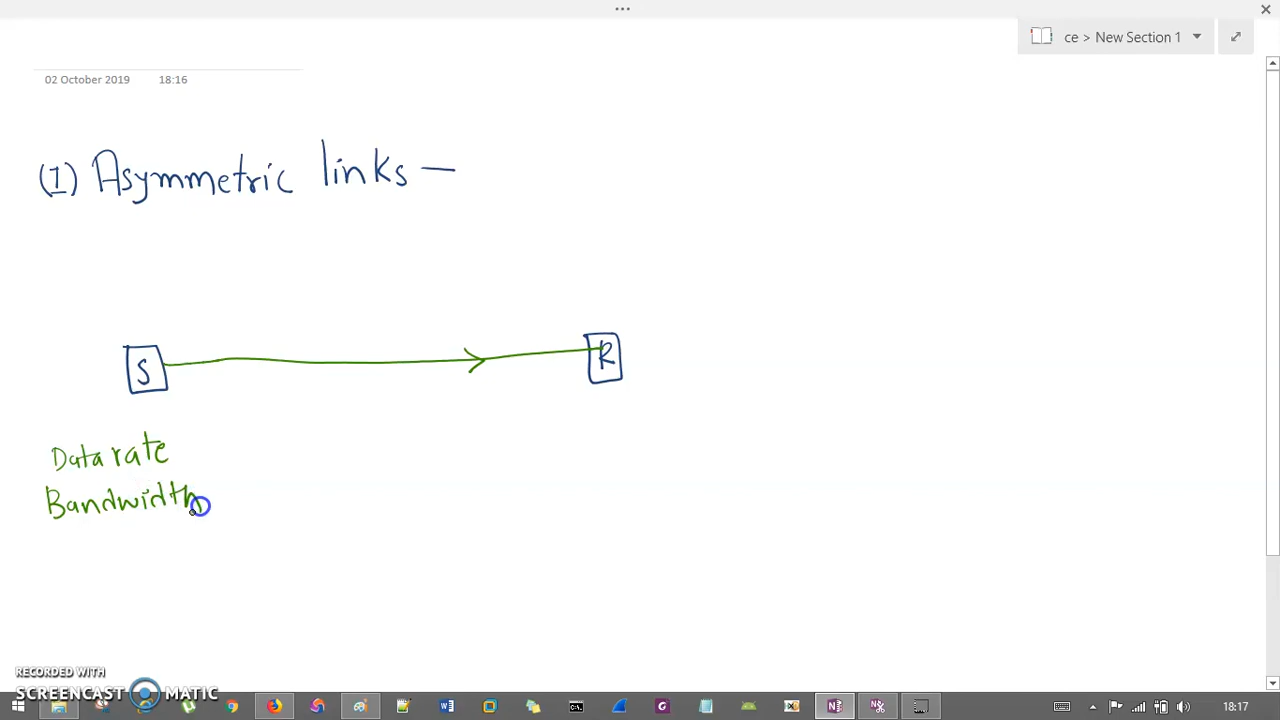 ce > New Section 1
02 October 2019 18:16
(I) Asymmetric links —
S R
Data rate
Bandwidth
RECORDED WITH
SCREENCAST MATIC
18:17